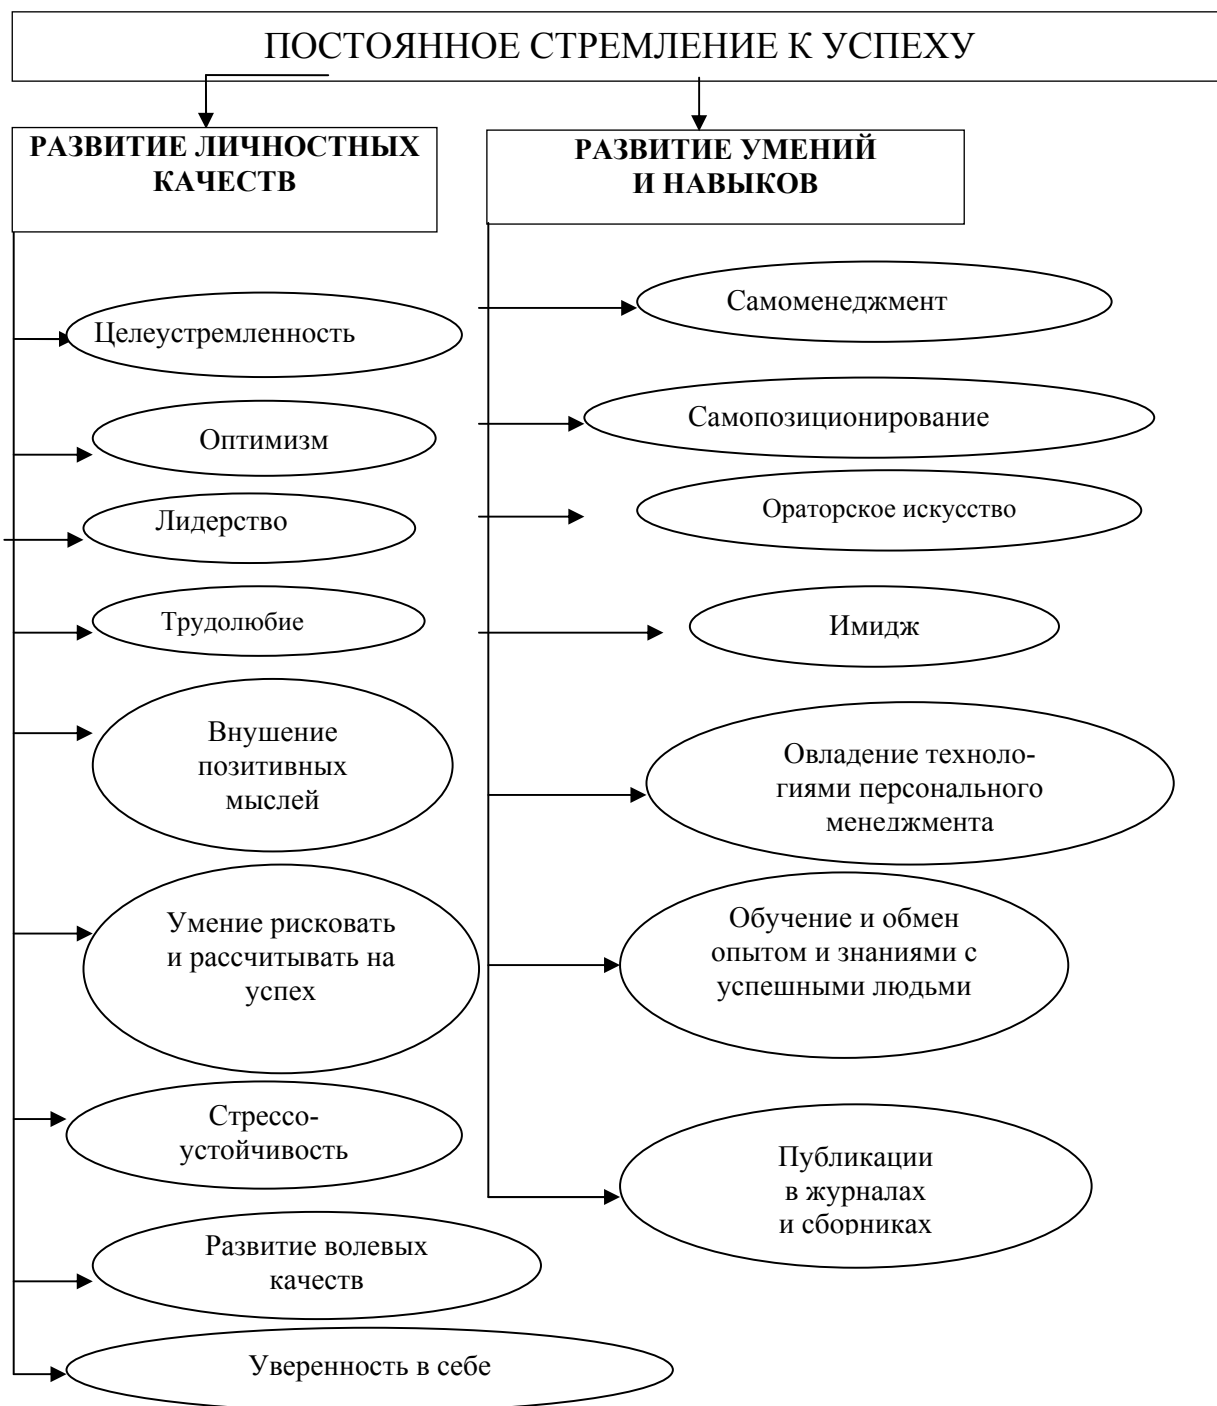 ПОСТОЯННОЕ СТРЕМЛЕНИЕ К УСПЕХУ
РАЗВИТИЕ ЛИЧНОСТНЫХ
КАЧЕСТВ
Целеустремленность
Оптимизм
Лидерство
Трудолюбие
Внушение
позитивных
мыслей
Умение рисковать
и рассчитывать на
успех
Стрессо-
устойчивость
Развитие волевых
качеств
Уверенность в себе
РАЗВИТИЕ УМЕНИЙ
И НАВЫКОВ
Самоменеджмент
Самопозиционирование
Ораторское искусство
Имидж
Овладение техноло-
гиями персонального
менеджмента
Обучение и обмен
опытом и знаниями с
успешными людьми
Публикации
в журналах
и сборниках